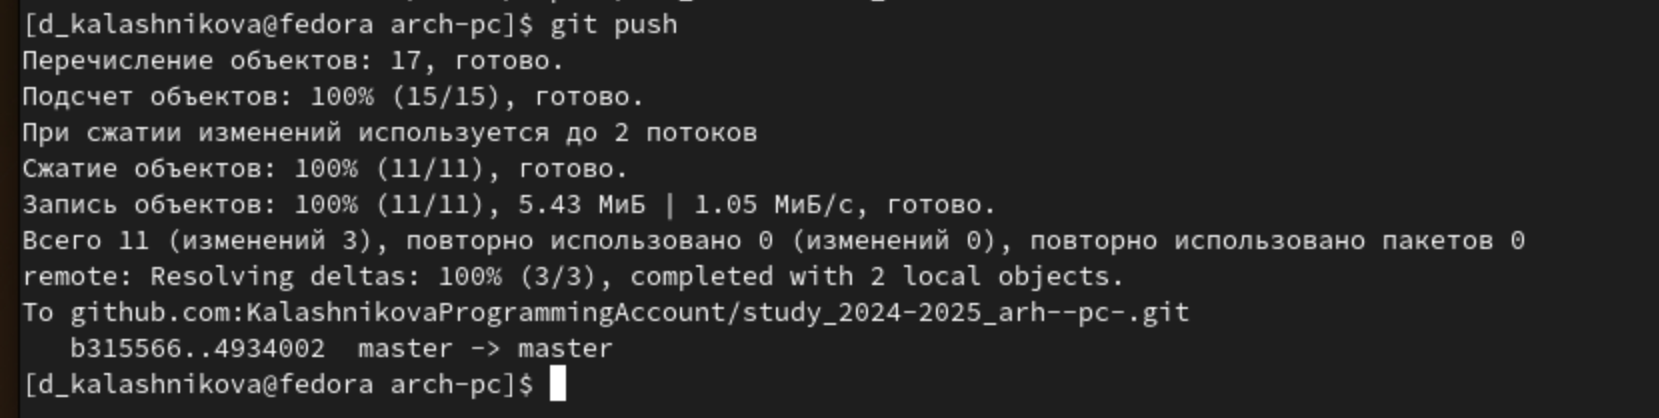 [d_kalashnikova@fedora arch-pc]$ git push
Перечисление объектов: 17, готово.
Подсчет объектов: 100% (15/15), готово.
При сжатии изменений используется до 2 потоков
Сжатие объектов: 100% (11/11), готово.
Запись объектов: 100% (11/11), 5.43 МиБ | 1.05 МиБ/с, готово.
Всего 11 (изменений 3), повторно использовано 0 (изменений 0), повторно использовано пакетов 0
remote: Resolving deltas: 100% (3/3), completed with 2 local objects.
To github.com:KalashnikovaProgrammingAccount/study_2024-2025_arh--pc-.git
   b315566..4934002  master -> master
[d_kalashnikova@fedora arch-pc]$